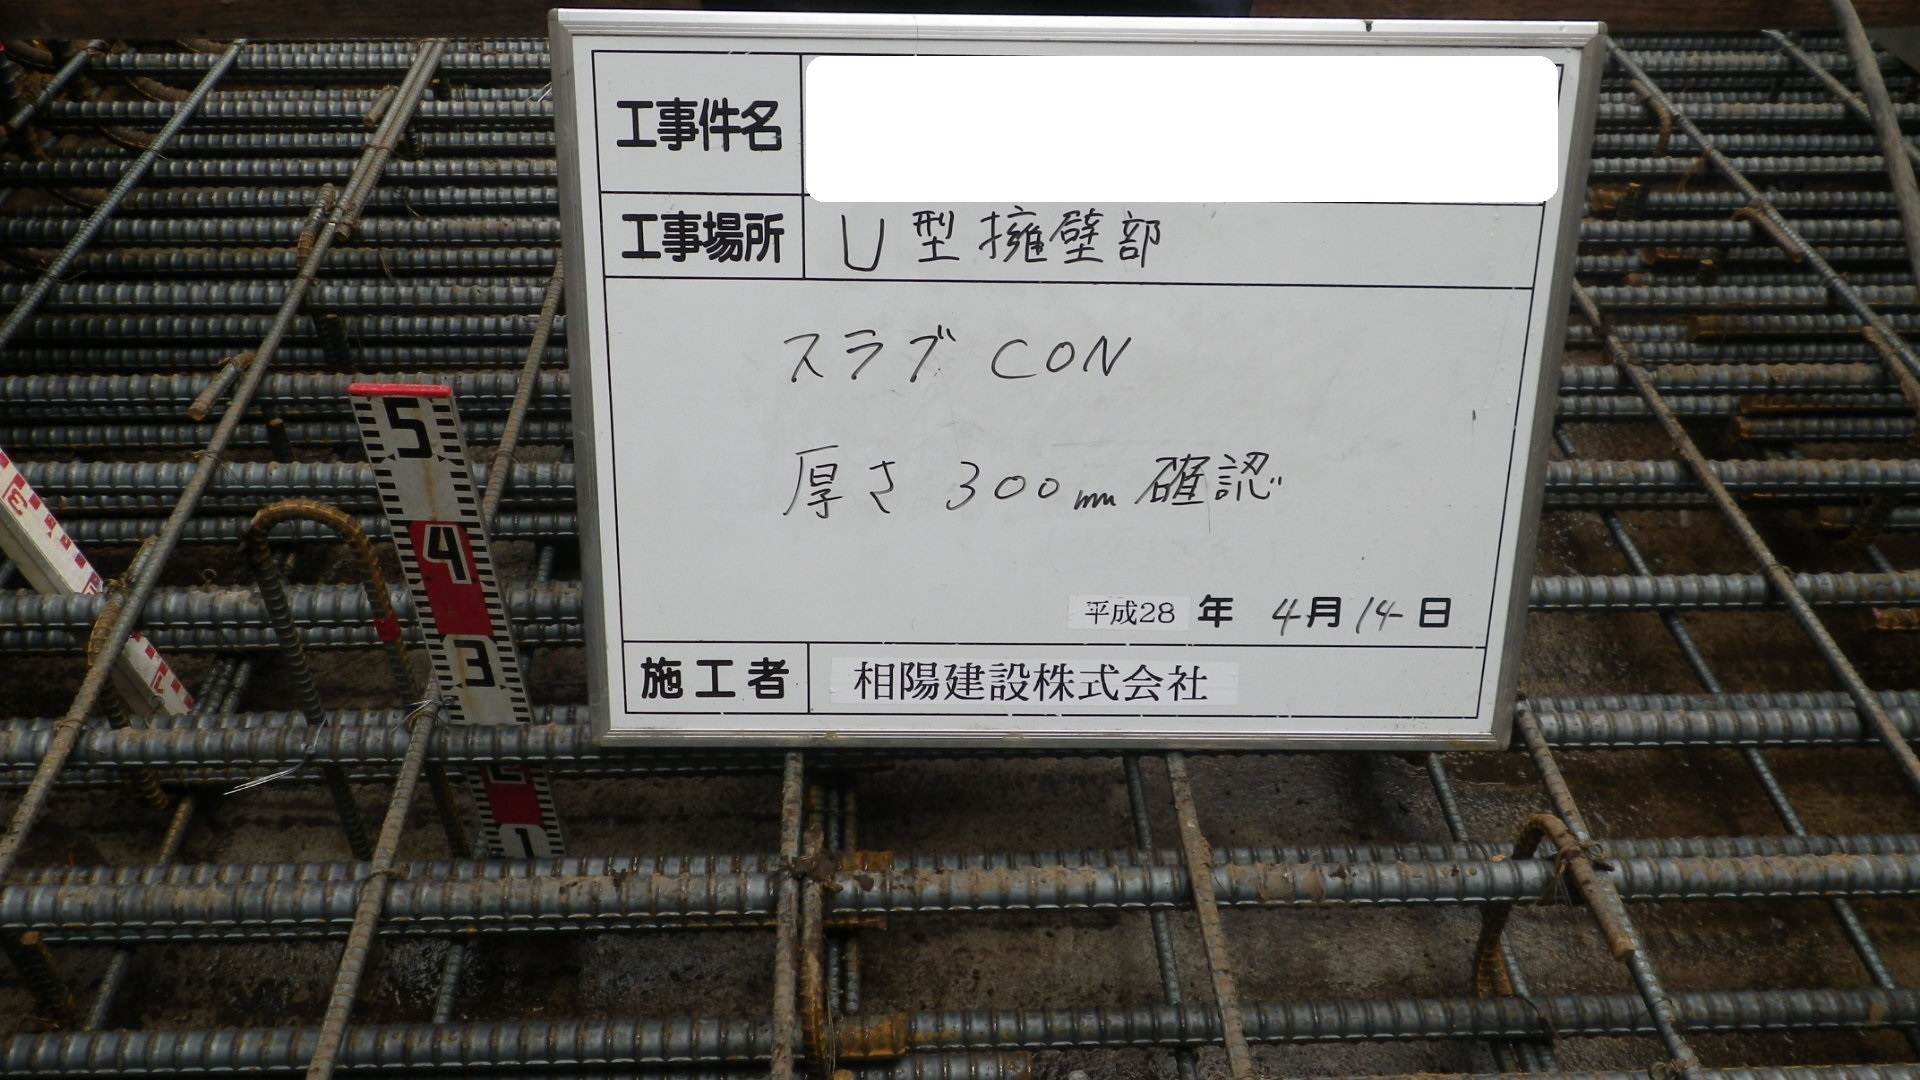 工事件名
工事場所 U型擁壁部
スラブ CON
厚さ 300mm 確認
平成28 年 4月14日
施工者 相陽建設株式会社
5
4
3
2
1